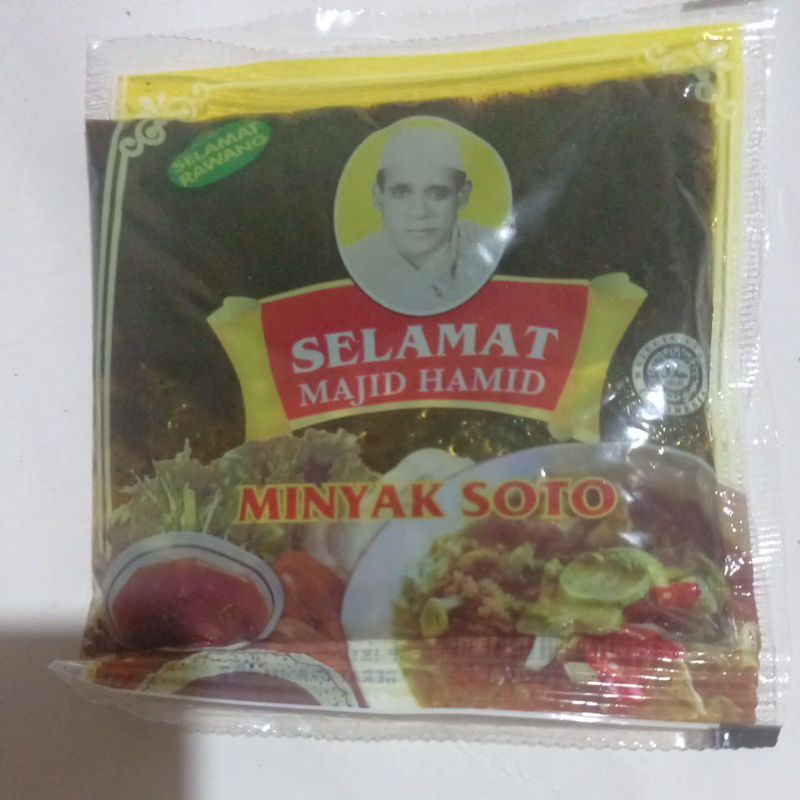 SELAMAT
RAWANG
SELAMAT
MAJID HAMID
MINYAK SOTO